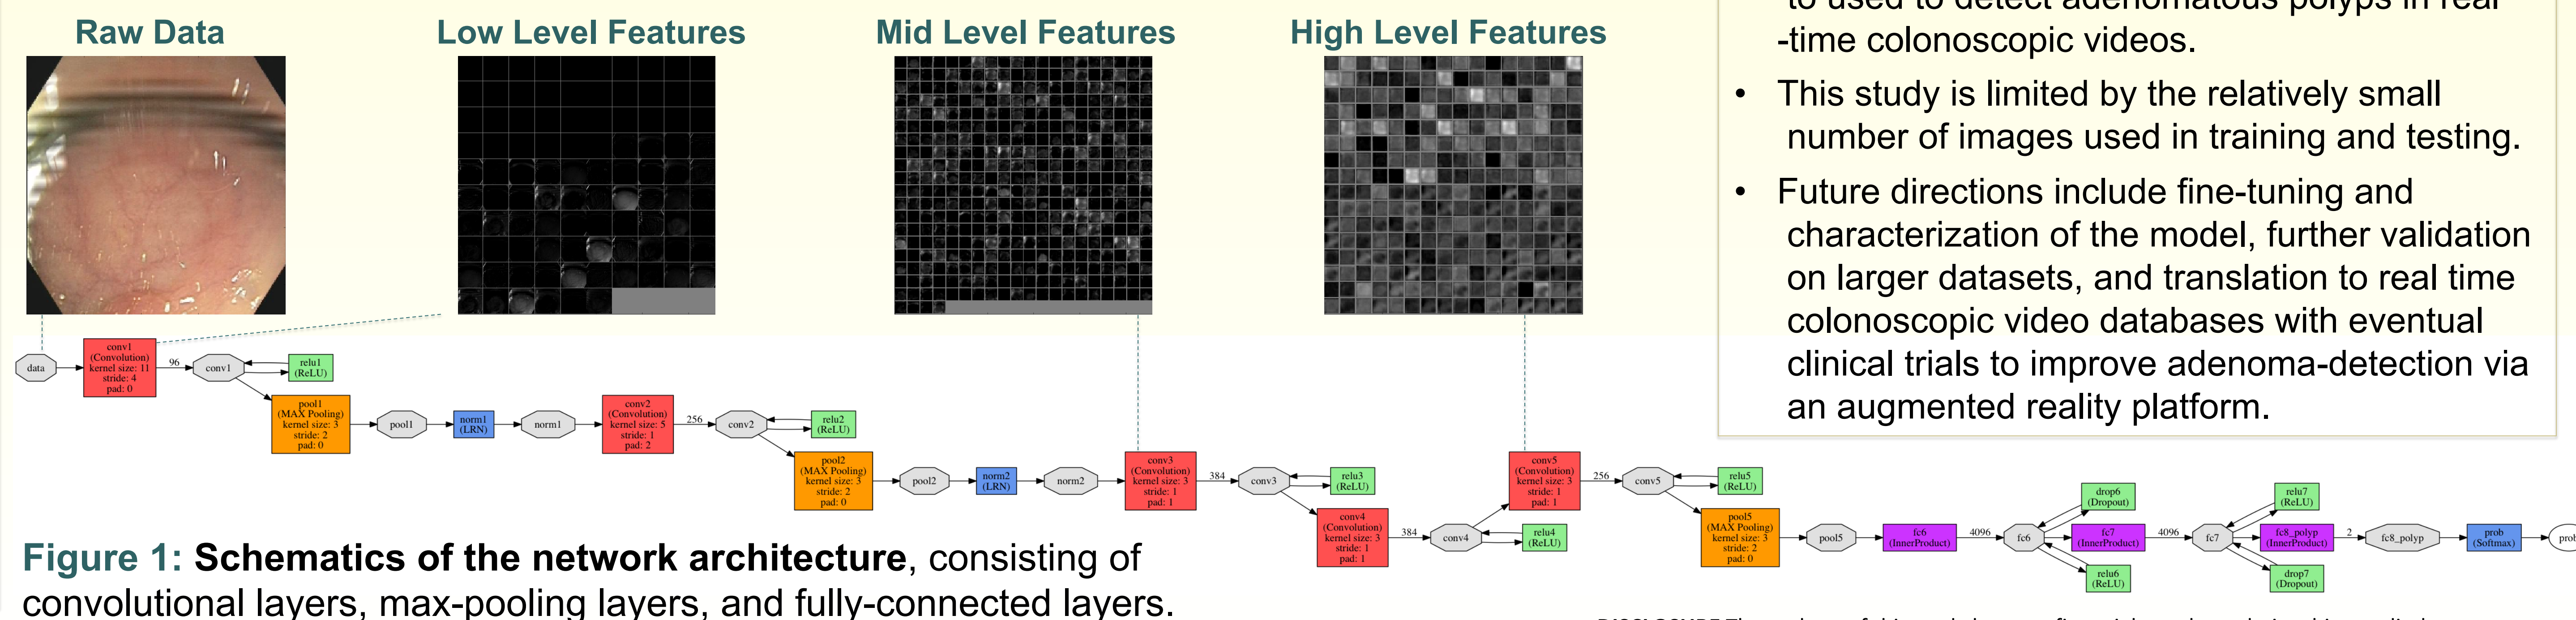 Raw Data
Low Level Features
Mid Level Features
High Level Features
to used to detect adenomatous polyps in real
-time colonoscopic videos.
• This study is limited by the relatively small
number of images used in training and testing.
• Future directions include fine-tuning and
characterization of the model, further validation
on larger datasets, and translation to real time
colonoscopic video databases with eventual
clinical trials to improve adenoma-detection via
an augmented reality platform.
data
conv1
(Convolution)
kernel size: 11
stride: 4
pad: 0
96
conv1
relu1
(ReLU)
pool1
(MAX Pooling)
kernel size: 3
stride: 2
pad: 0
pool1
norm1
(LRN)
norm1
conv2
(Convolution)
kernel size: 5
stride: 1
pad: 2
256
conv2
relu2
(ReLU)
pool2
(MAX Pooling)
kernel size: 3
stride: 2
pad: 0
pool2
norm2
(LRN)
norm2
conv3
(Convolution)
kernel size: 3
stride: 1
pad: 1
384
conv3
relu3
(ReLU)
conv4
(Convolution)
kernel size: 3
stride: 1
pad: 1
384
conv4
relu4
(ReLU)
conv5
(Convolution)
kernel size: 3
stride: 1
pad: 1
256
conv5
relu5
(ReLU)
pool5
(MAX Pooling)
kernel size: 3
stride: 2
pad: 0
pool5
fc6
(InnerProduct)
4096
fc6
drop6
(Dropout)
relu6
(ReLU)
fc7
(InnerProduct)
4096
fc7
relu7
(ReLU)
drop7
(Dropout)
fc8_polyp
(InnerProduct)
2
fc8_polyp
prob
(Softmax)
prob
Figure 1: Schematics of the network architecture, consisting of
convolutional layers, max-pooling layers, and fully-connected layers.